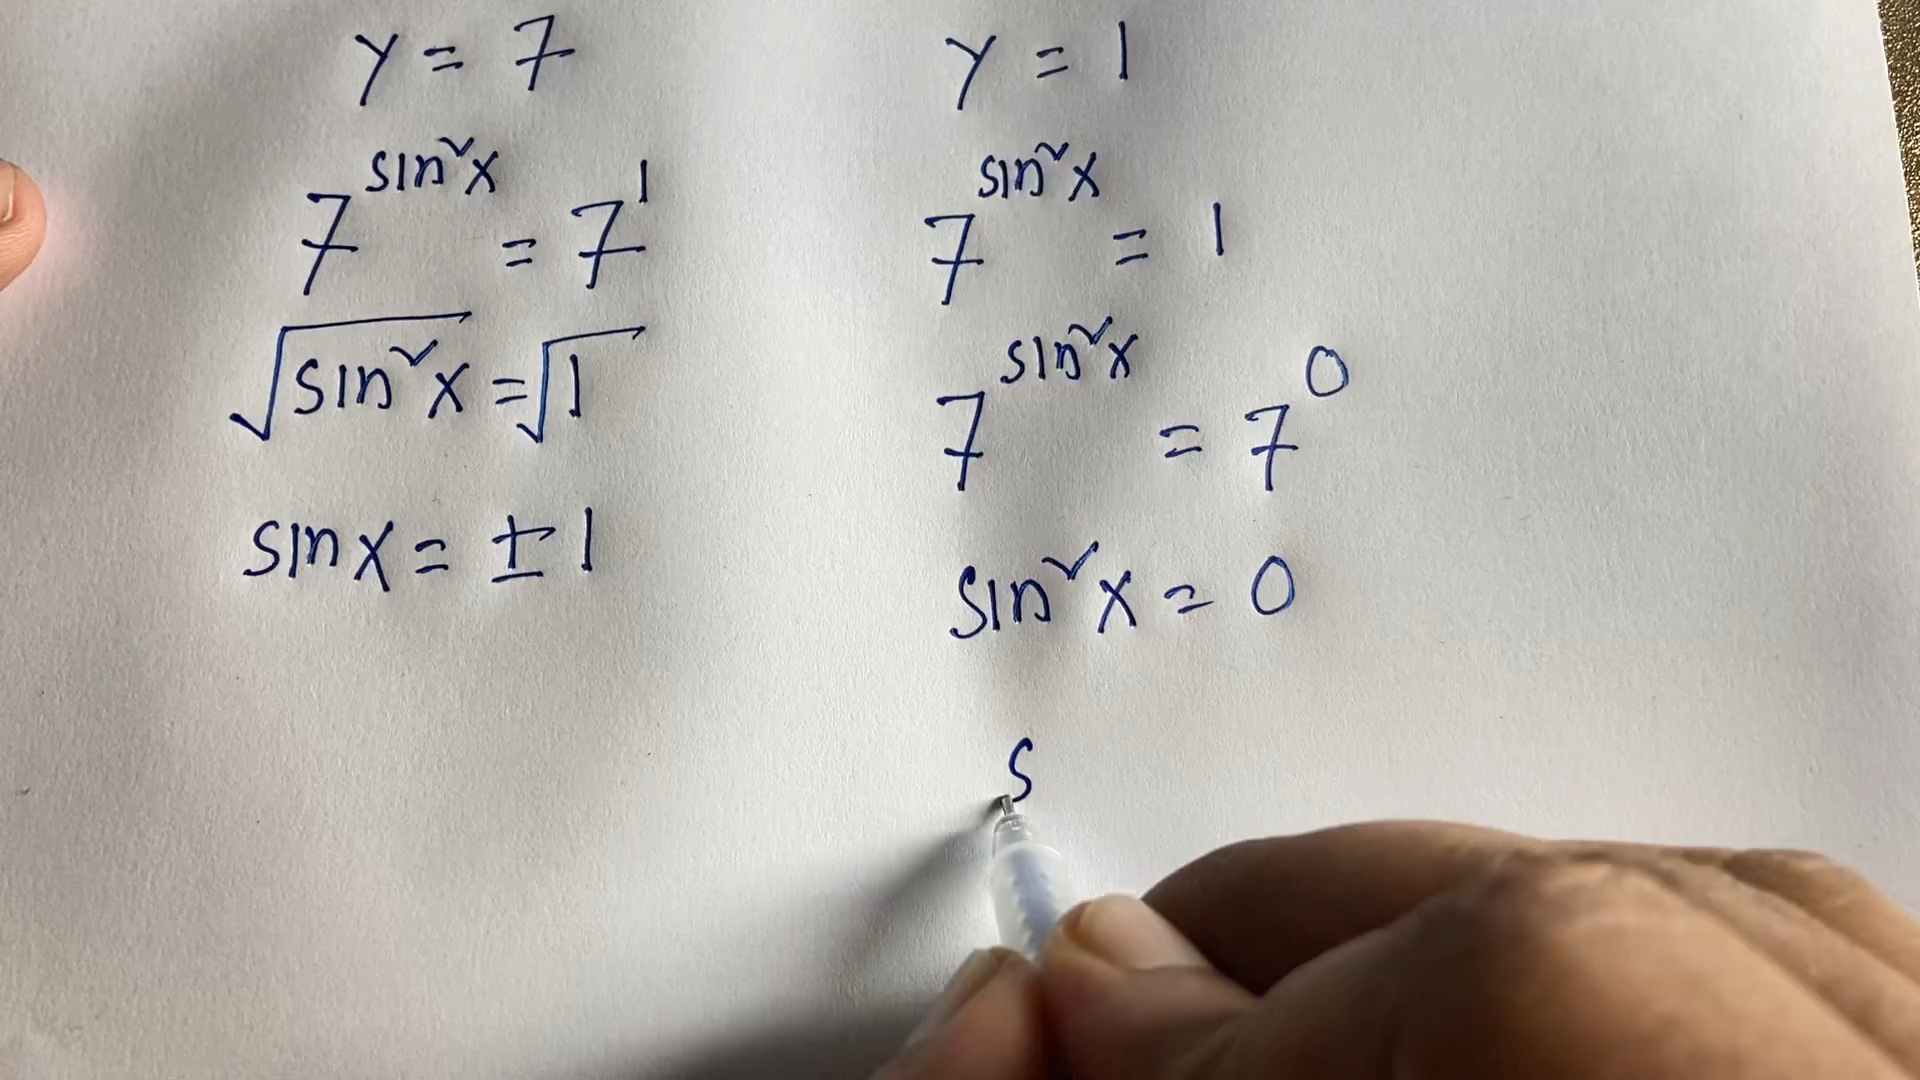 y = 7
7^sin²x = 7^1
√sin²x = √1
sin x = ± 1
y = 1
7^sin²x = 1
7^sin²x = 7^0
sin²x = 0
s